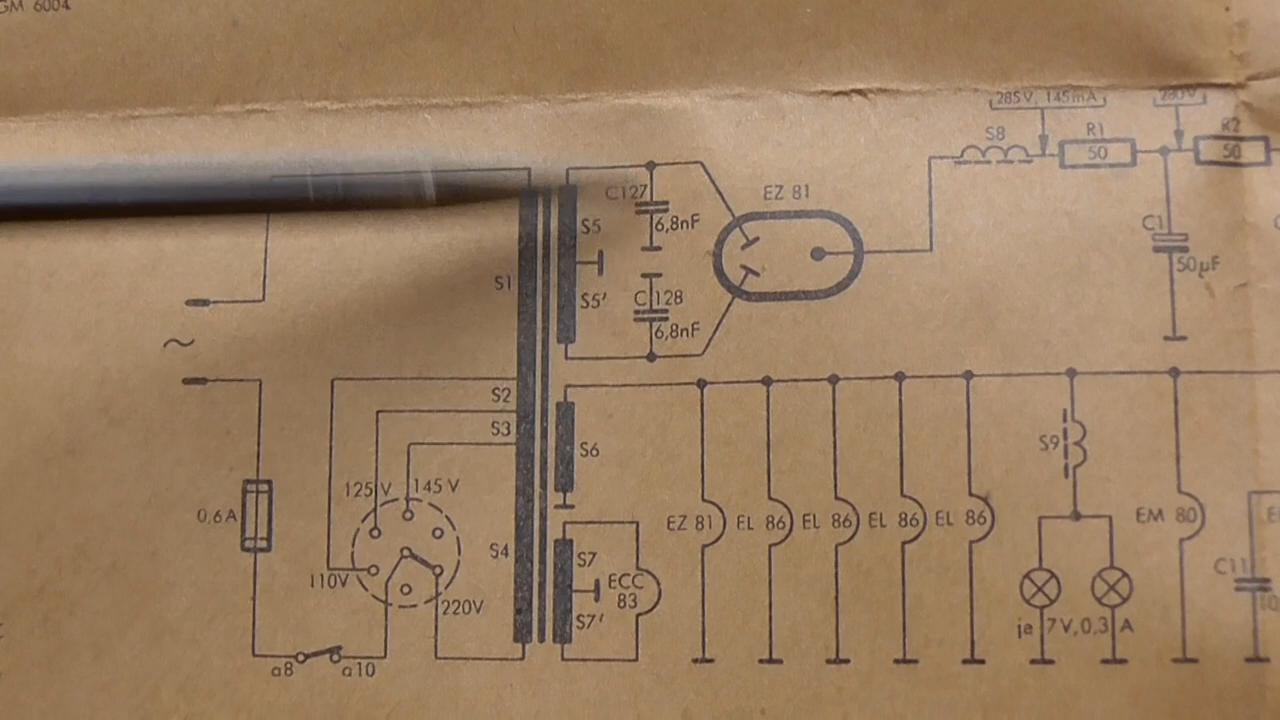 GM 6004
285V, 145mA
280V
S8
R1
50
R2
50
C127
6,8nF
EZ 81
S5
S1
S5'
C 128
6,8nF
C1
50µF
~
S2
S3
S6
S9
125 V
145 V
0,6A
110V
220V
S4
S7
S7'
ECC
83
EZ 81
EL 86
EL 86
EL 86
EL 86
EM 80
C11
je 7V,0,3 A
a8
a10